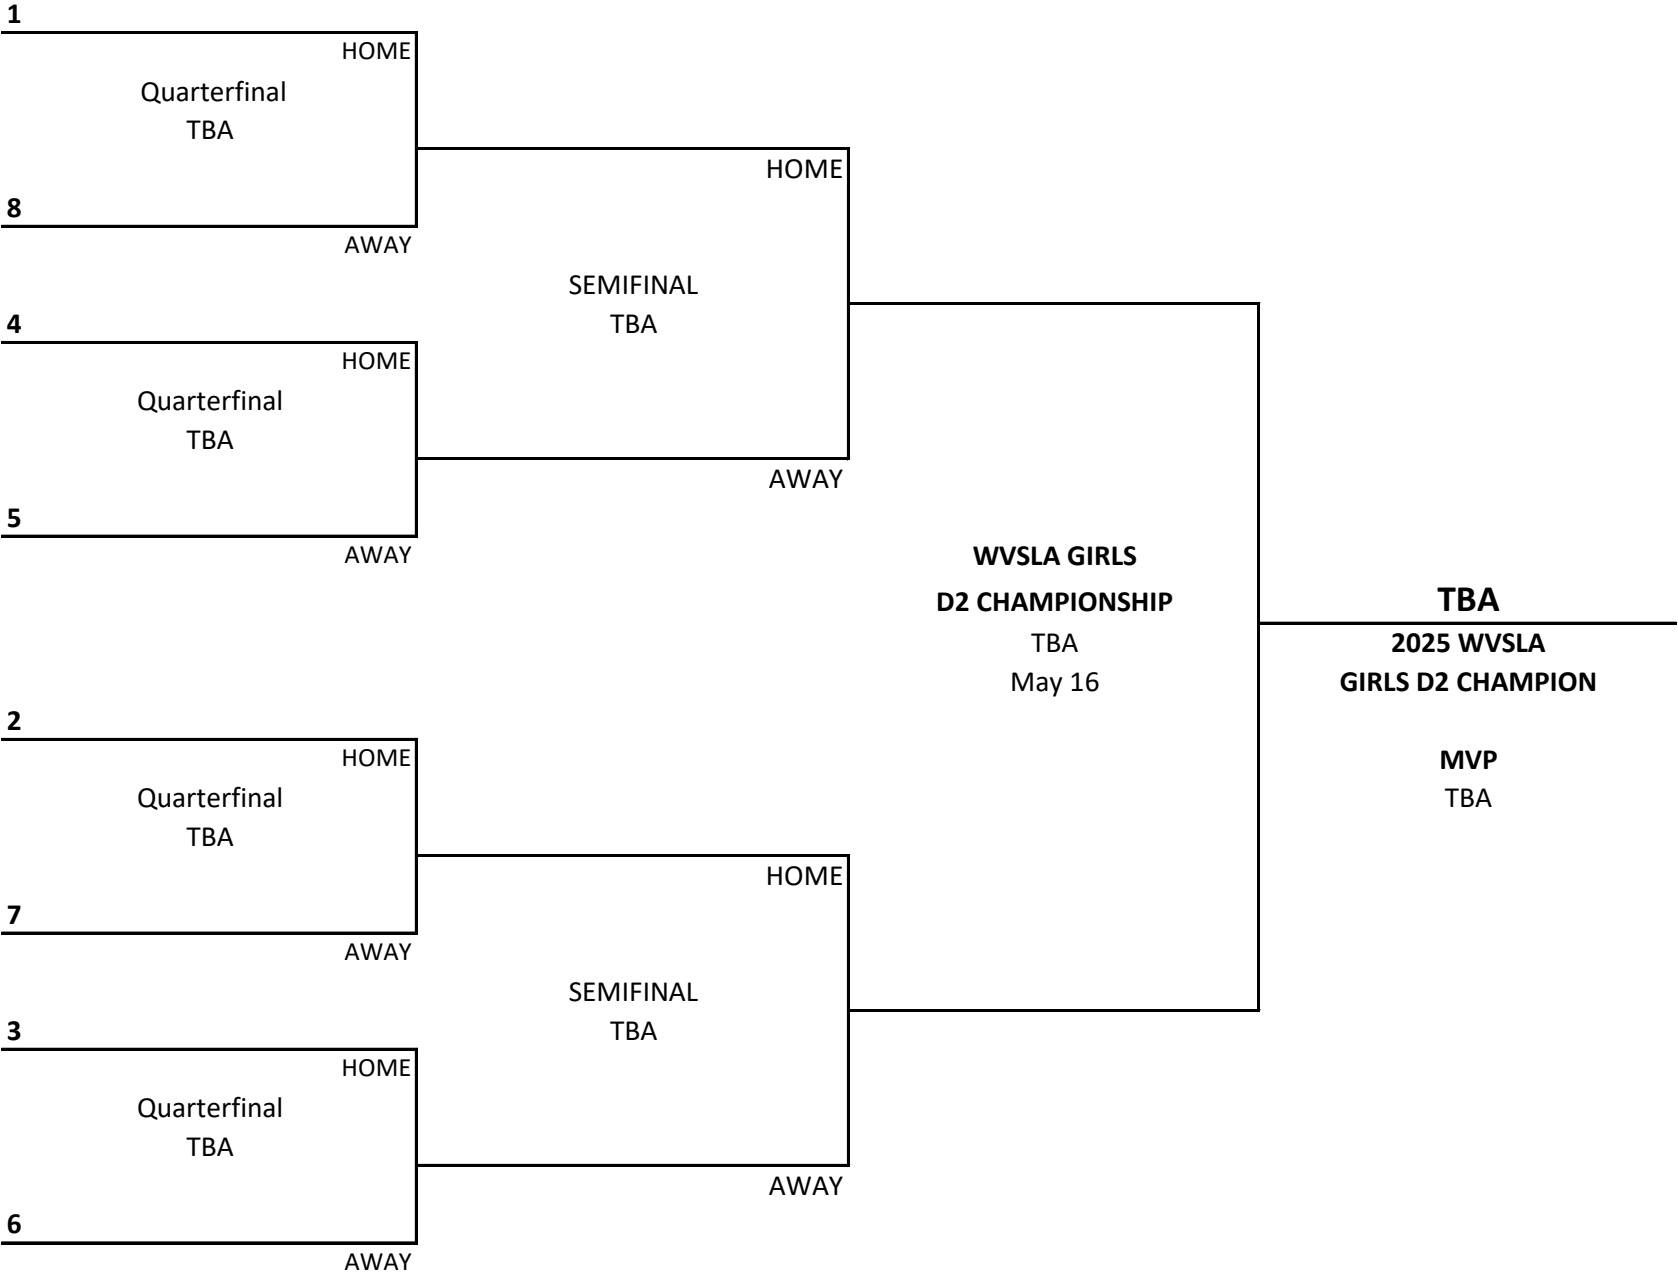 1
HOME
Quarterfinal
TBA
8
AWAY
4
HOME
Quarterfinal
TBA
5
AWAY
2
HOME
Quarterfinal
TBA
7
AWAY
3
HOME
Quarterfinal
TBA
6
AWAY
HOME
SEMIFINAL
TBA
AWAY
HOME
SEMIFINAL
TBA
AWAY
WVSLA GIRLS
D2 CHAMPIONSHIP
TBA
May 16
TBA
2025 WVSLA
GIRLS D2 CHAMPION
MVP
TBA